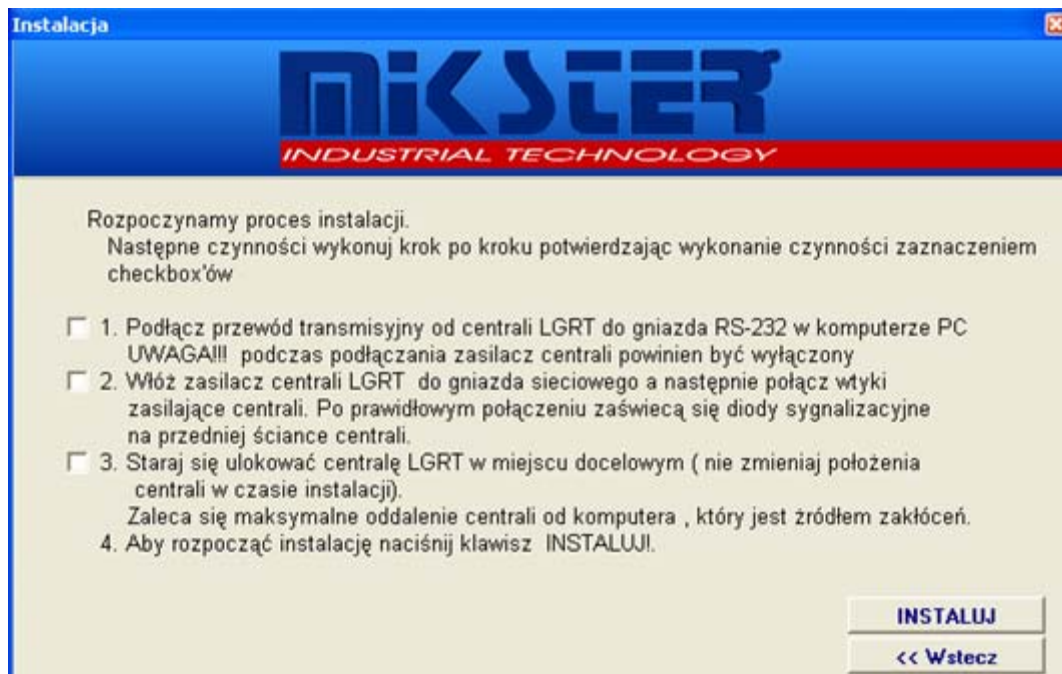 Instalacja
MIKSTER
INDUSTRIAL TECHNOLOGY
Rozpoczynamy proces instalacji.
Następne czynności wykonuj krok po kroku potwierdzając wykonanie czynności zaznaczeniem
checkbox'ów
1. Podłącz przewód transmisyjny od centrali LGRT do gniazda RS-232 w komputerze PC
UWAGA!!! podczas podłączania zasilacz centrali powinien być wyłączony
2. Włóż zasilacz centrali LGRT do gniazda sieciowego a następnie połącz wtyki
zasilające centrali. Po prawidłowym połączeniu zaświecą się diody sygnalizacyjne
na przedniej ściance centrali.
3. Staraj się ulokować centralę LGRT w miejscu docelowym ( nie zmieniaj położenia
centrali w czasie instalacji).
Zaleca się maksymalne oddalenie centrali od komputera , który jest żródłem zakłóceń.
4. Aby rozpocząć instalację naciśnij klawisz INSTALUJ!.
INSTALUJ
<< Wstecz